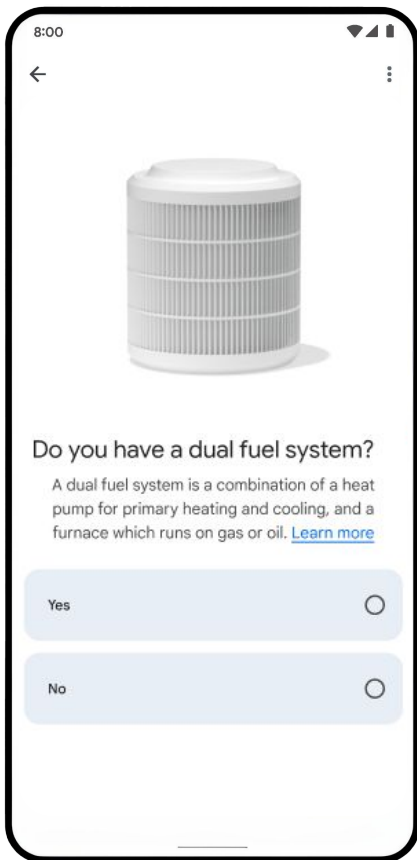 8:00
Do you have a dual fuel system?
A dual fuel system is a combination of a heat
pump for primary heating and cooling, and a
furnace which runs on gas or oil. Learn more
Yes
No